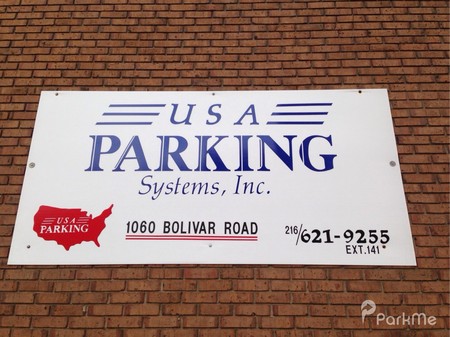 USA
PARKING
Systems, Inc.
USA
PARKING
1060 BOLIVAR ROAD
216/621-9255
EXT.141
ParkMe